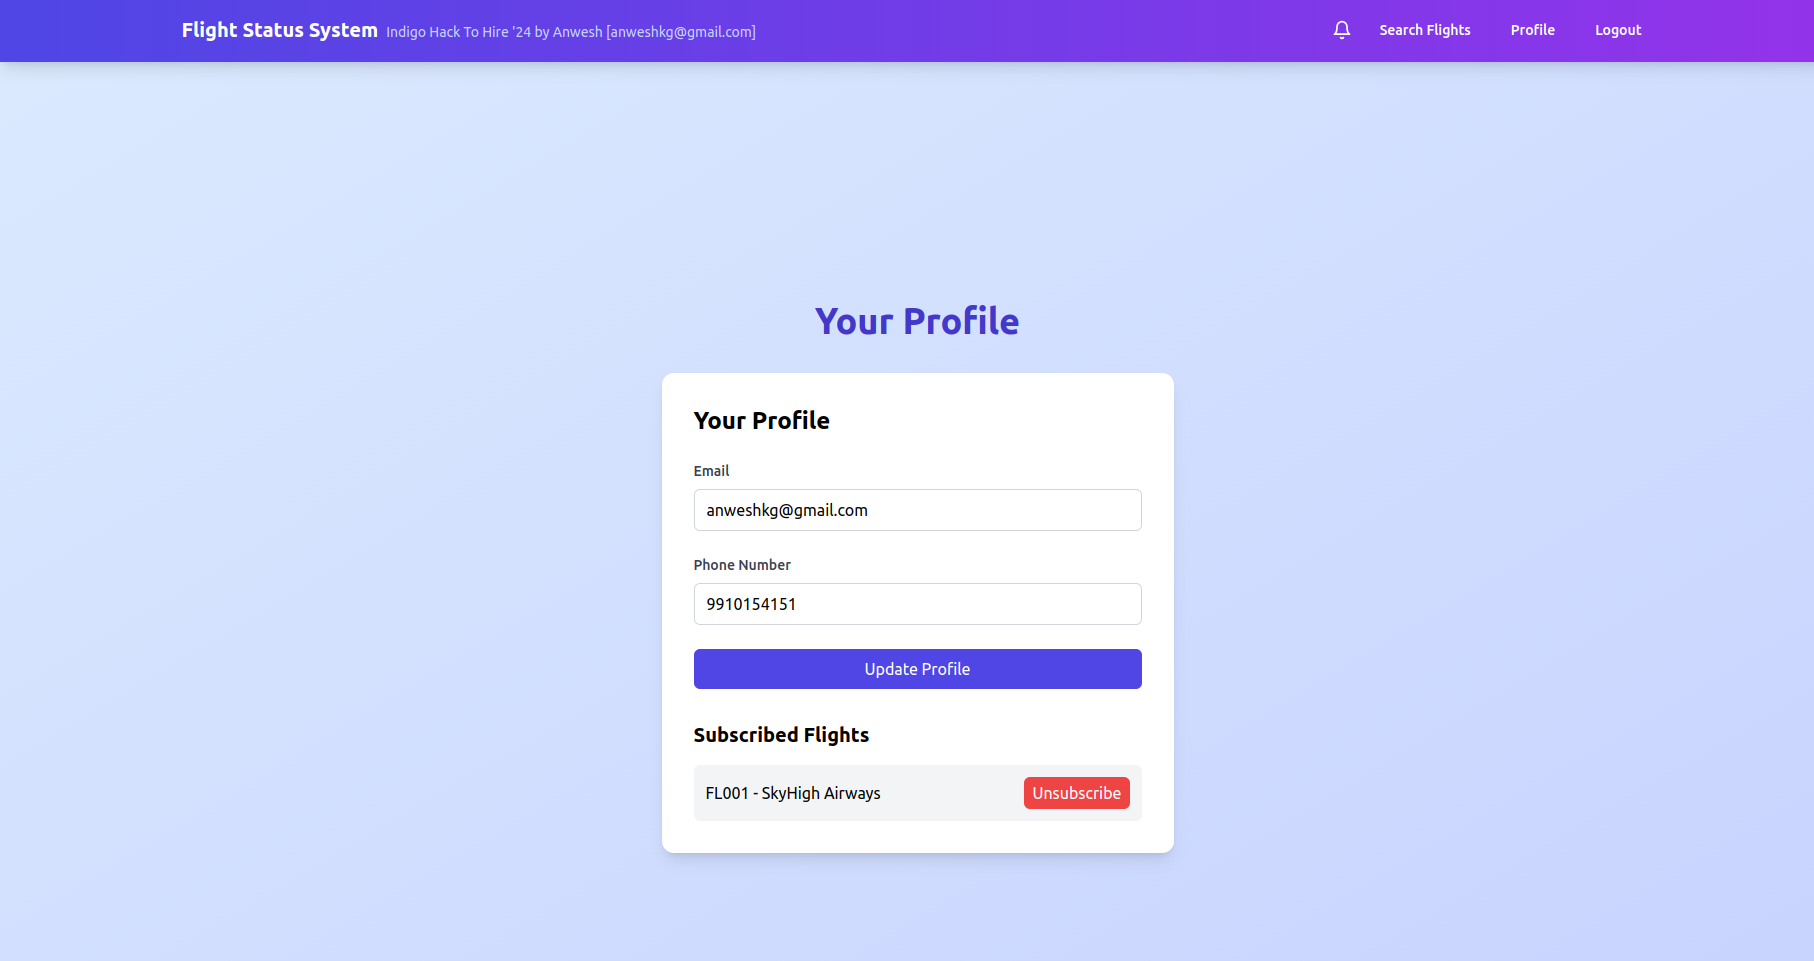 Flight Status System Indigo Hack To Hire '24 by Anwesh [anweshkg@gmail.com] Search Flights Profile Logout
Your Profile
Your Profile
Email
anweshkg@gmail.com
Phone Number
9910154151
Update Profile
Subscribed Flights
FL001 - SkyHigh Airways Unsubscribe